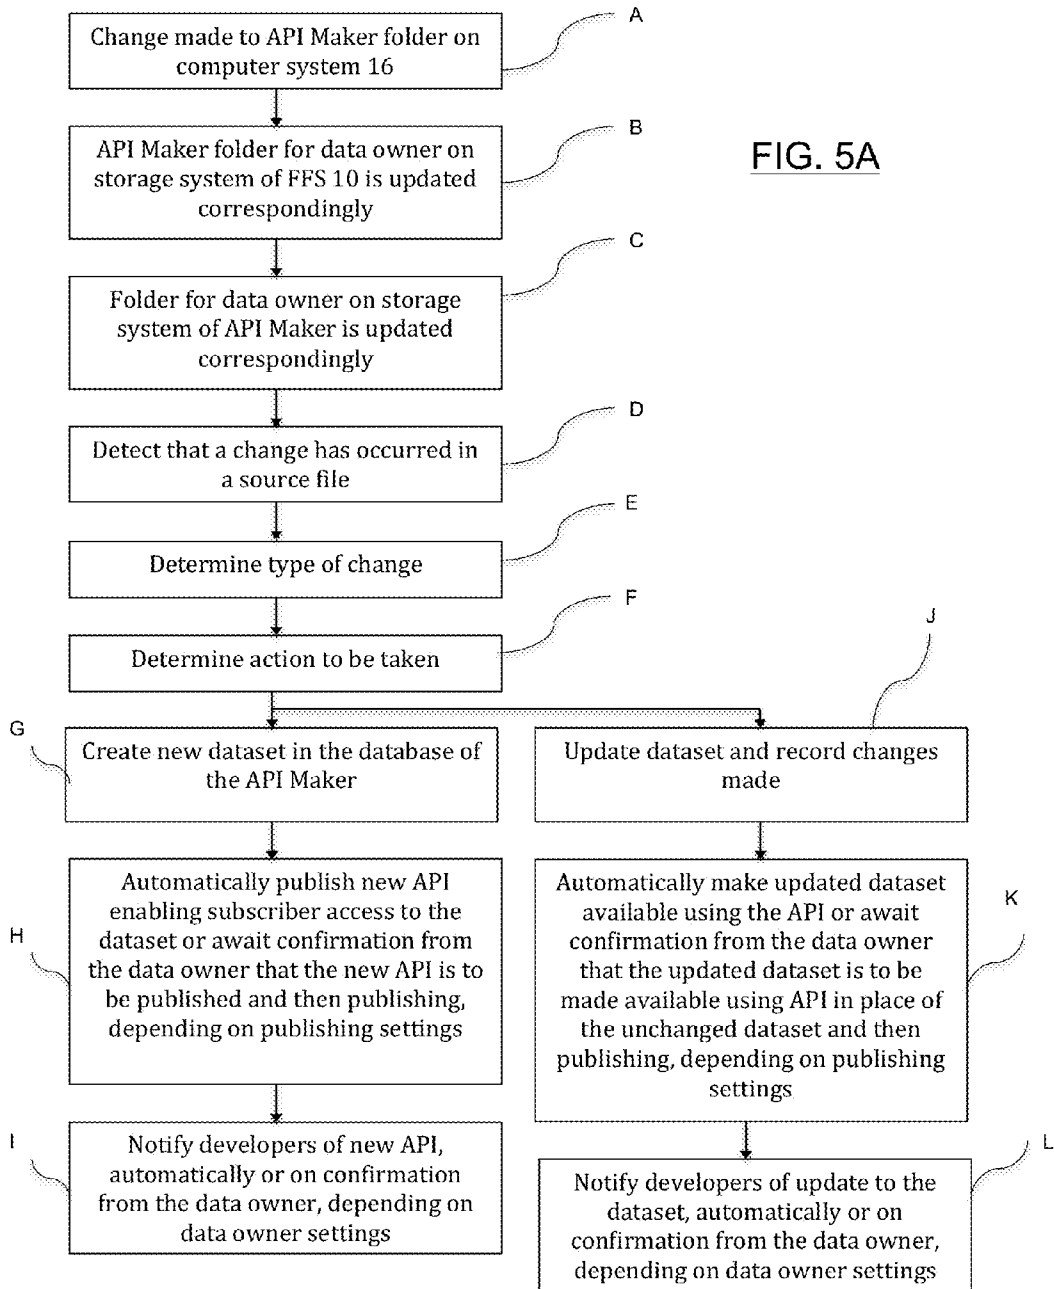 A
Change made to API Maker folder on
computer system 16
B
API Maker folder for data owner on
storage system of FFS 10 is updated
correspondingly
FIG. 5A
C
Folder for data owner on storage
system of API Maker is updated
correspondingly
D
Detect that a change has occurred in
a source file
E
Determine type of change
F
Determine action to be taken
J
G
Create new dataset in the database of
the API Maker
Update dataset and record changes
made
H
Automatically publish new API
enabling subscriber access to the
dataset or await confirmation from
the data owner that the new API is to
be published and then publishing,
depending on publishing settings
K
Automatically make updated dataset
available using the API or await
confirmation from the data owner
that the updated dataset is to be
made available using API in place of
the unchanged dataset and then
publishing, depending on publishing
settings
I
Notify developers of new API,
automatically or on confirmation
from the data owner, depending on
data owner settings
L
Notify developers of update to the
dataset, automatically or on
confirmation from the data owner,
depending on data owner settings